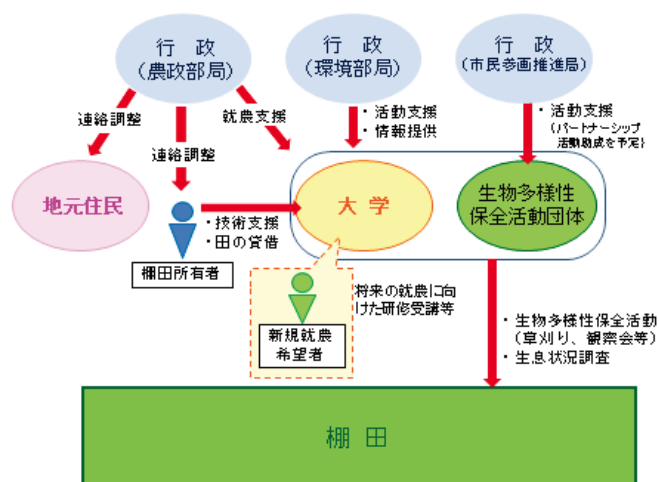 行 政
(農政部局)
行 政
(環境部局)
行 政
(市民参画推進局)
連絡調整
連絡調整
就農支援
・活動支援
・情報提供
・活動支援
(パートナーシップ
活動助成を予定)
地元住民
棚田所有者
・技術支援
・田の貸借
大 学
生物多様性
保全活動団体
新規就農
希望者
将来の就農に向
けた研修受講等
・生物多様性保全活動
(草刈り、観察会等)
・生息状況調査
棚 田